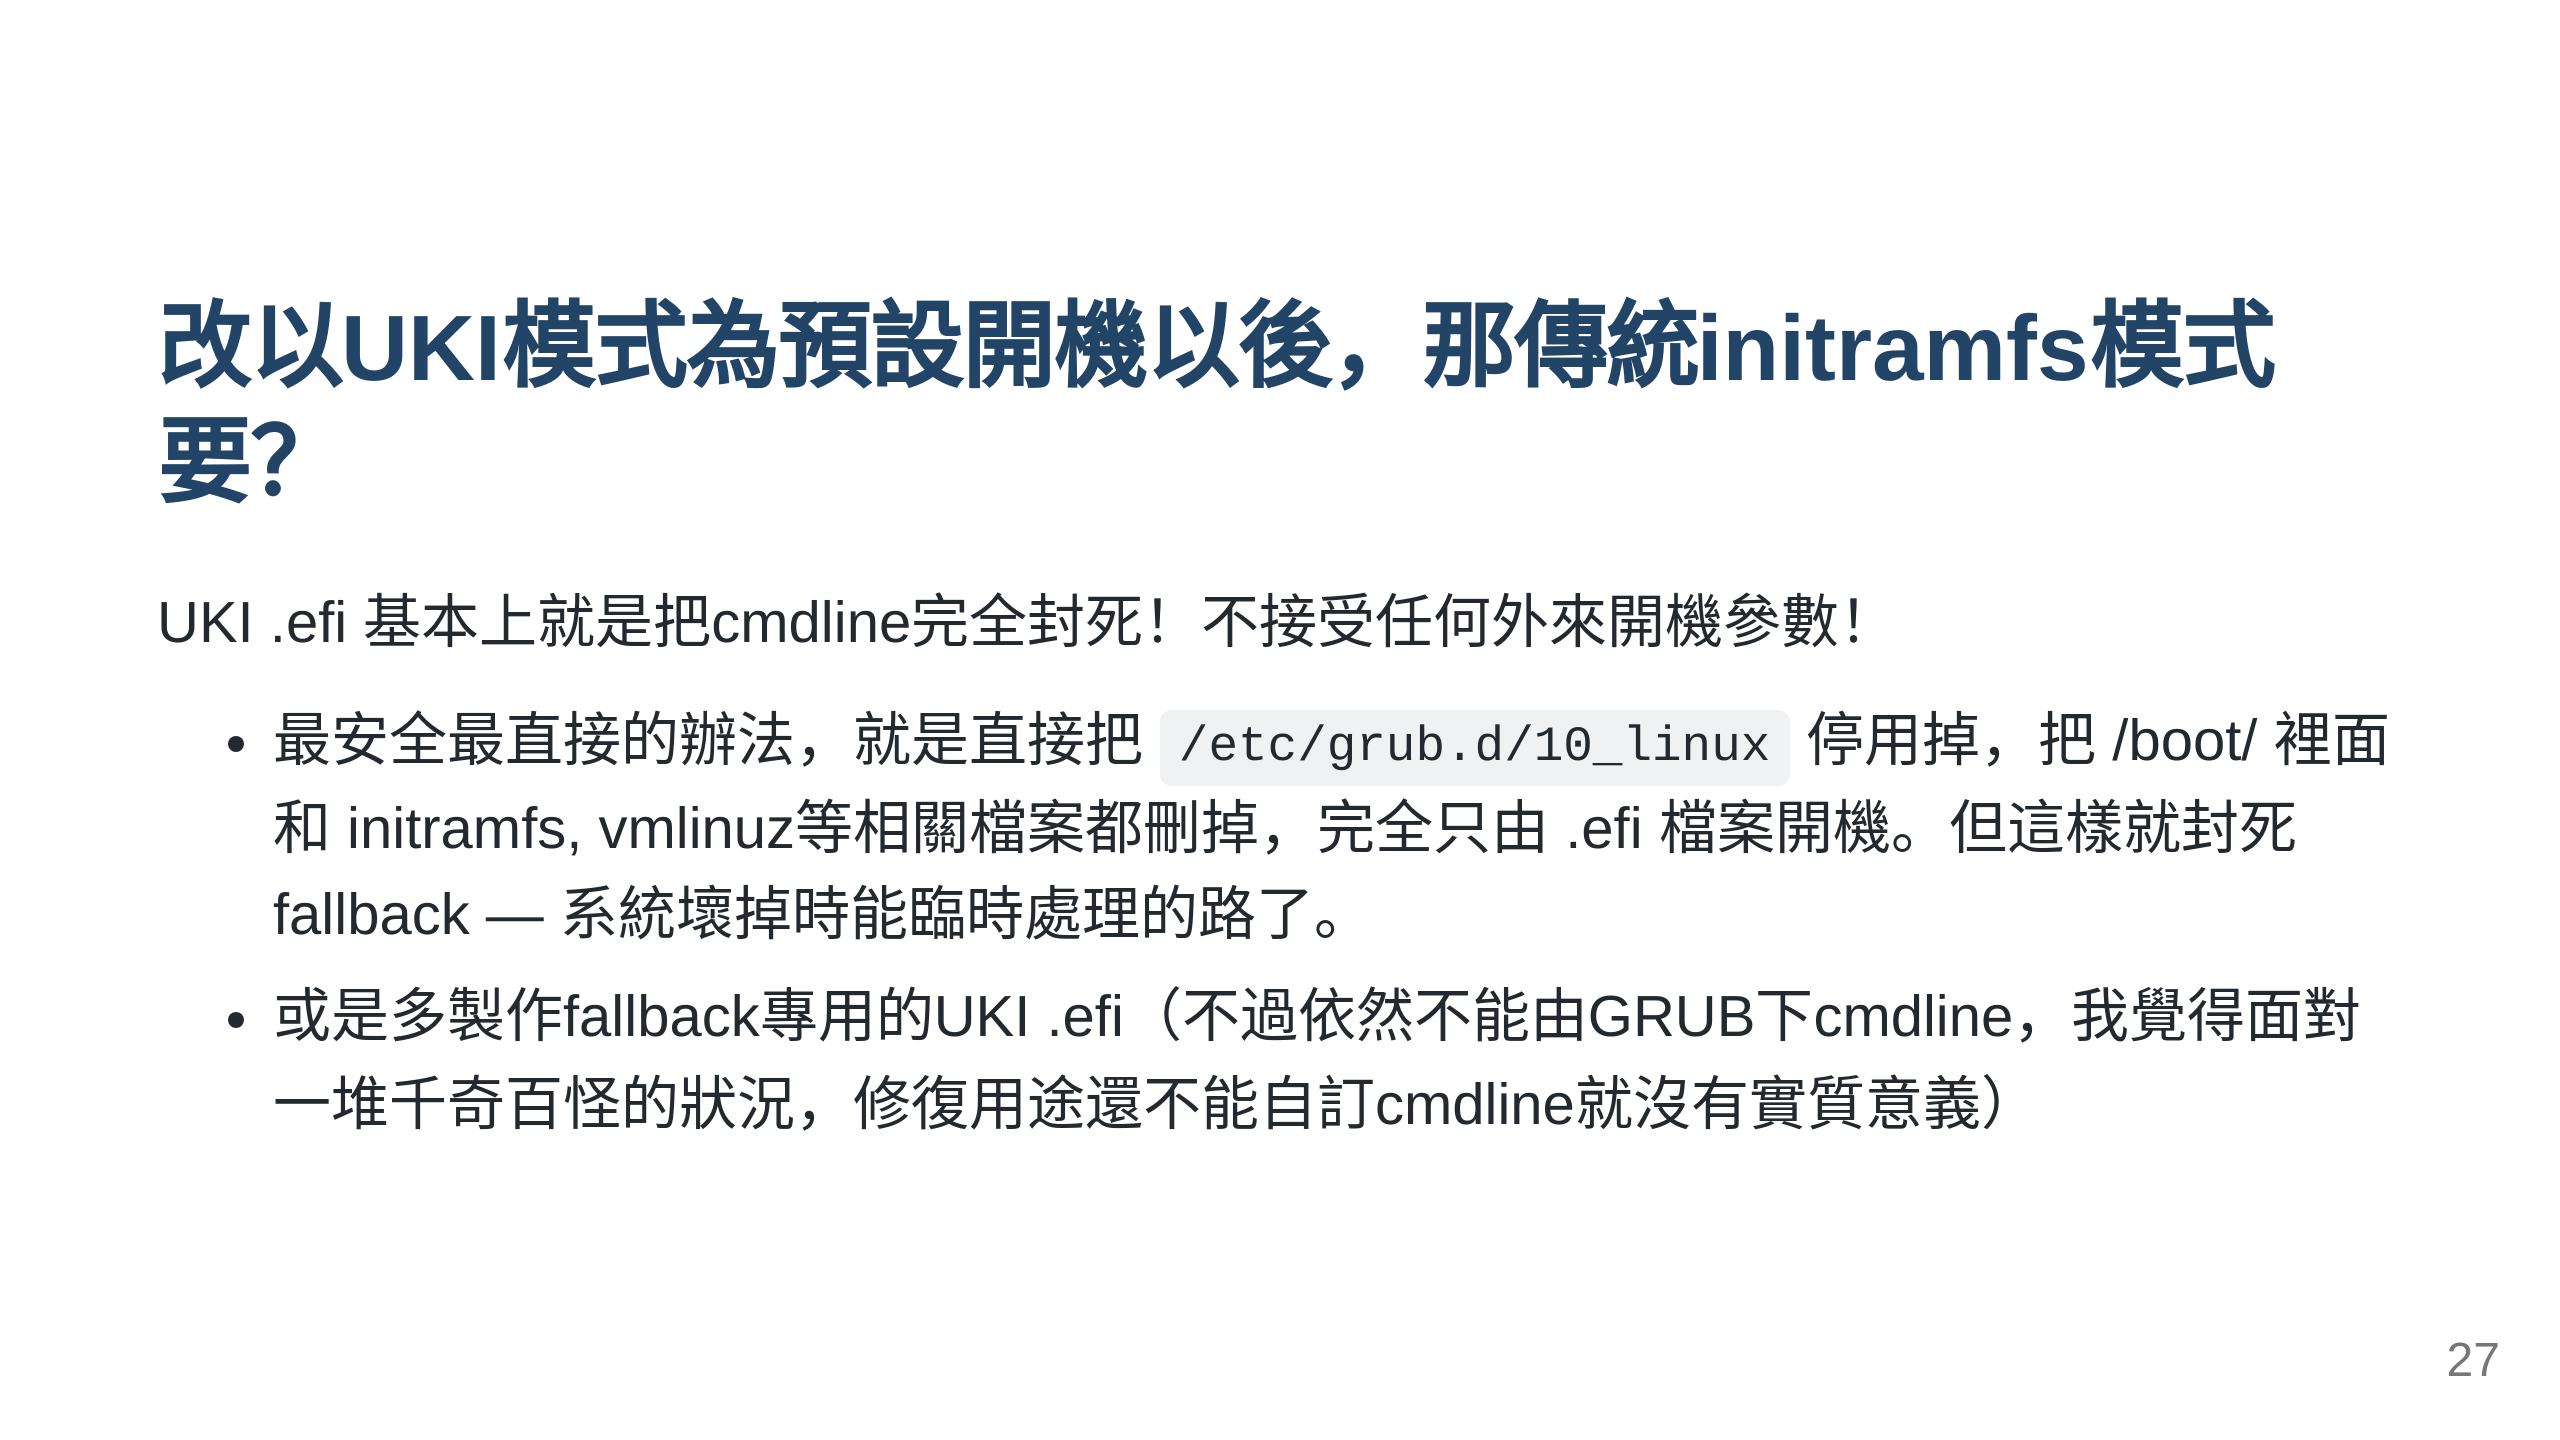 改以UKI模式為預設開機以後，那傳統initramfs模式
要？
UKI .efi 基本上就是把cmdline完全封死！不接受任何外來開機參數！
• 最安全最直接的辦法，就是直接把 /etc/grub.d/10_linux 停用掉，把 /boot/ 裡面
和 initramfs, vmlinuz等相關檔案都刪掉，完全只由 .efi 檔案開機。但這樣就封死
fallback — 系統壞掉時能臨時處理的路了。
• 或是多製作fallback專用的UKI .efi（不過依然不能由GRUB下cmdline，我覺得面對
一堆千奇百怪的狀況，修復用途還不能自訂cmdline就沒有實質意義）
27